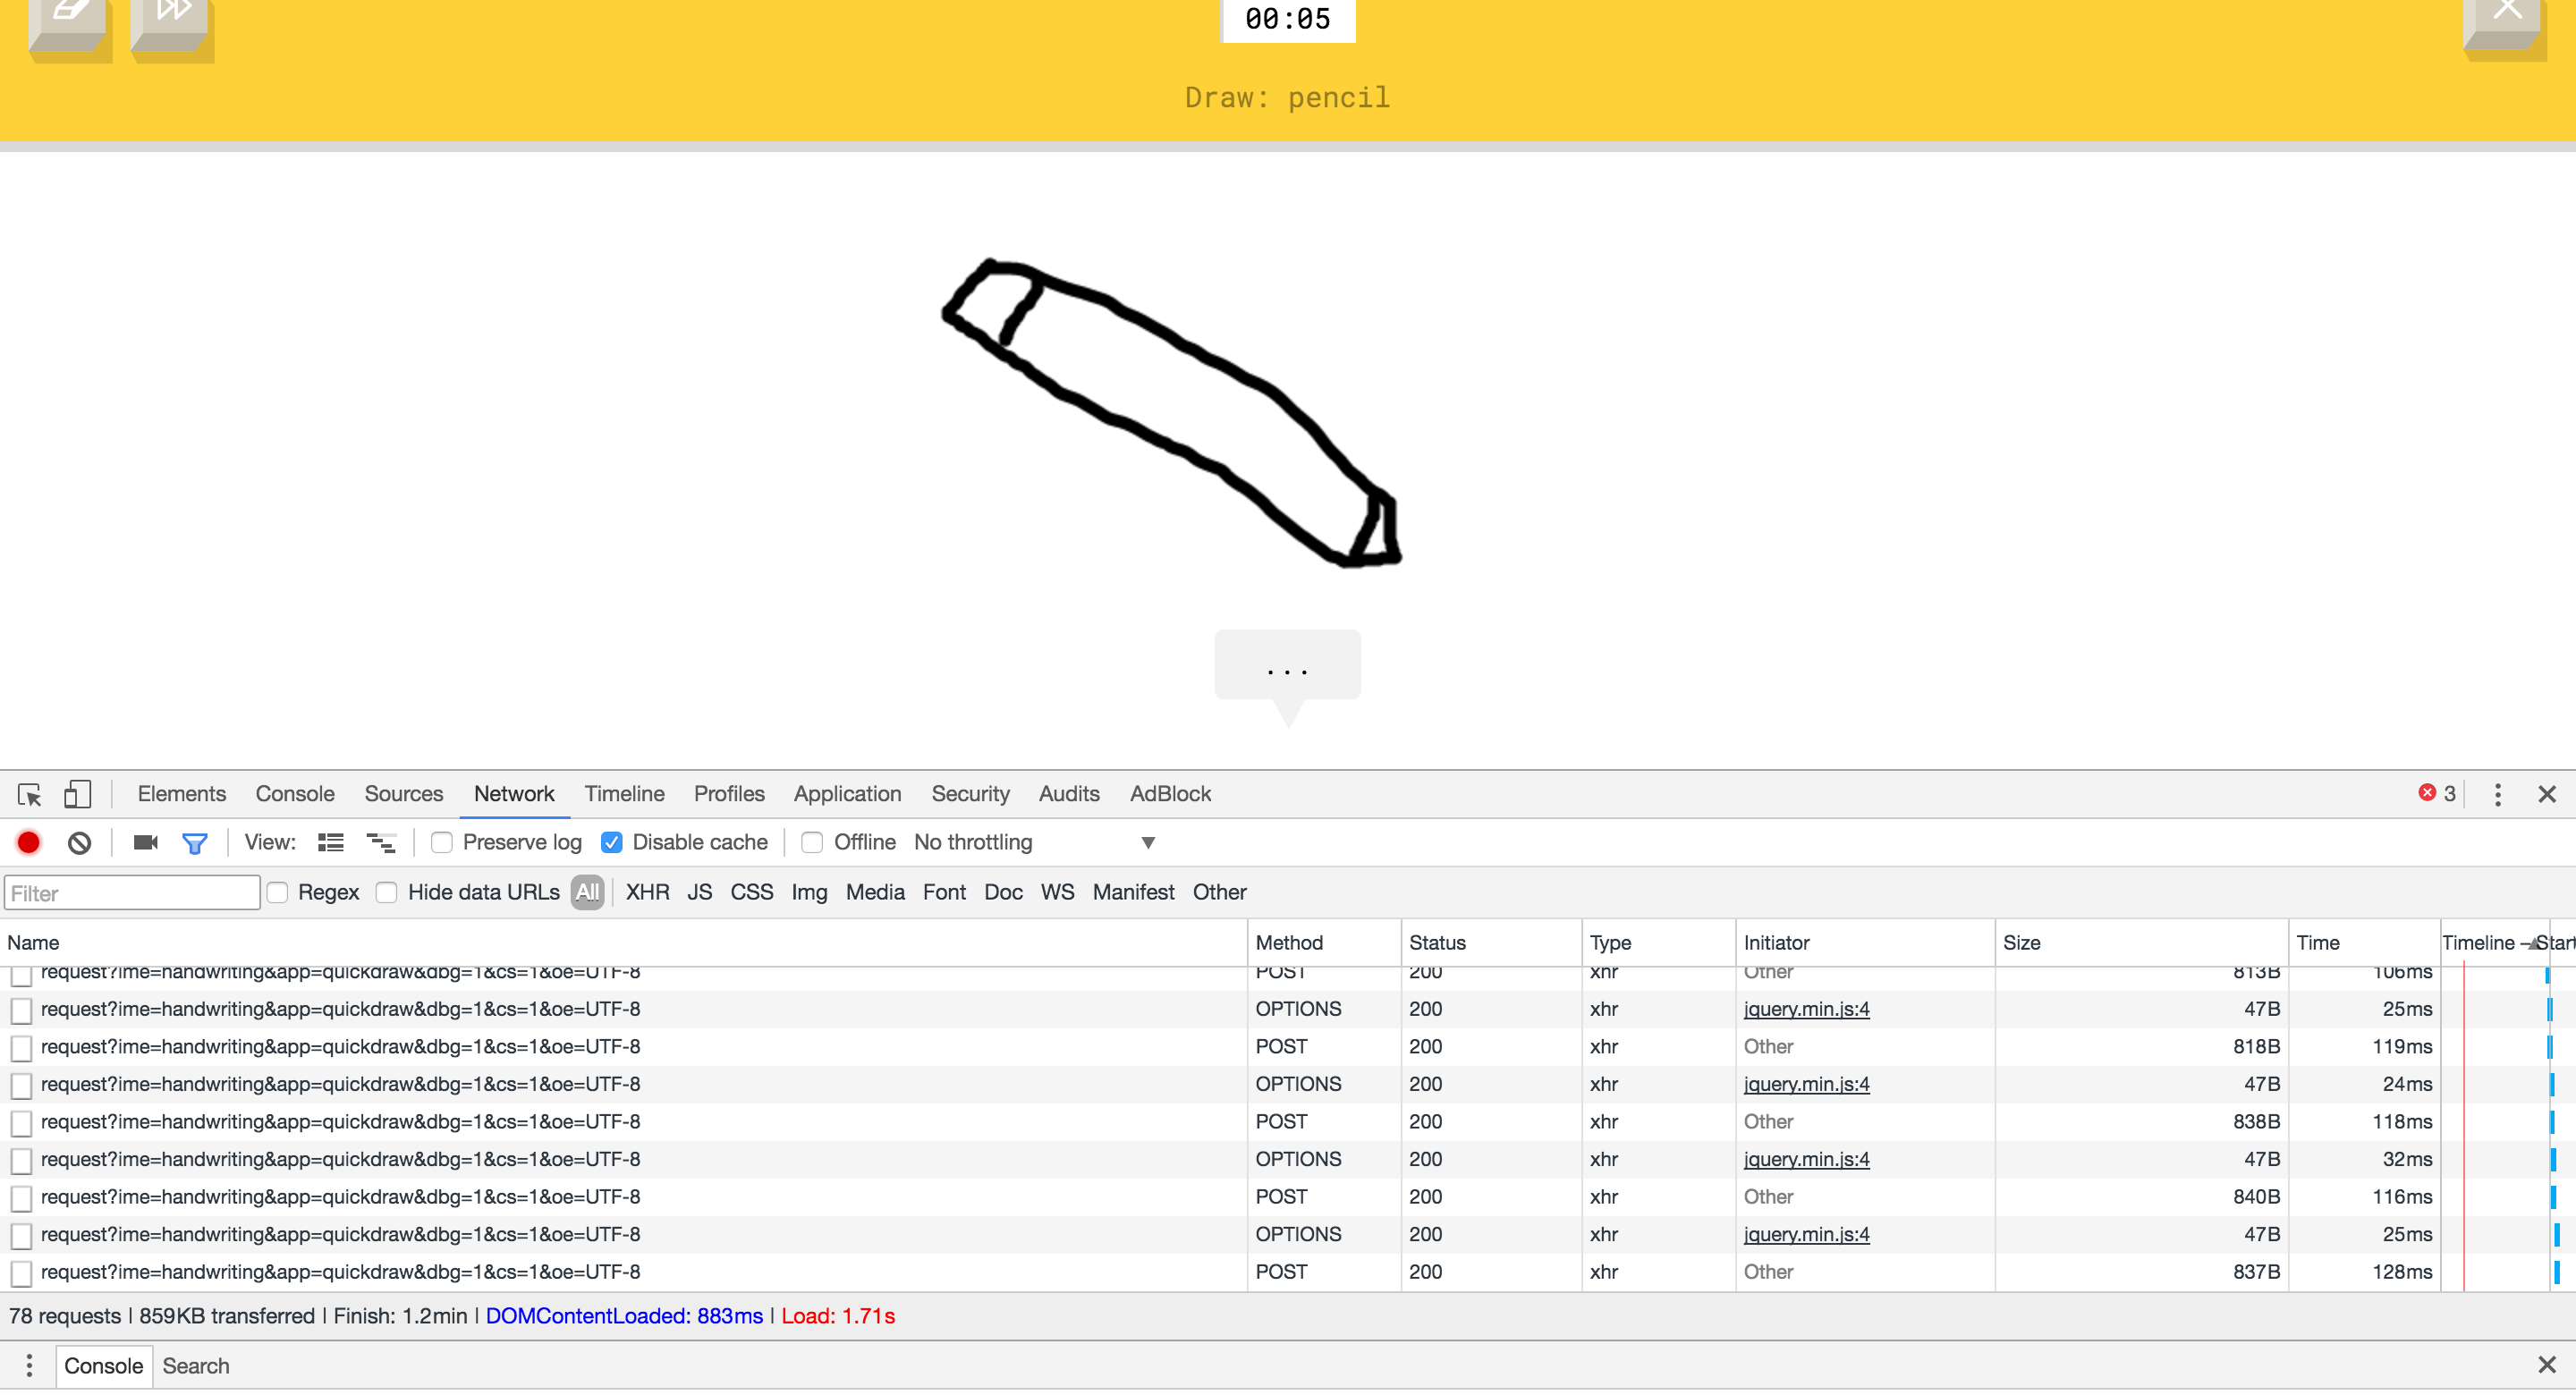 00:05
Draw: pencil
...
Elements Console Sources Network Timeline Profiles Application Security Audits AdBlock 3
View: Preserve log Disable cache Offline No throttling
Filter Regex Hide data URLs All XHR JS CSS Img Media Font Doc WS Manifest Other
Name Method Status Type Initiator Size Time Timeline – Start
request?ime=handwriting&app=quickdraw&dbg=1&cs=1&oe=UTF-8 POST 200 xhr Other 813B 106ms
request?ime=handwriting&app=quickdraw&dbg=1&cs=1&oe=UTF-8 OPTIONS 200 xhr jquery.min.js:4 47B 25ms
request?ime=handwriting&app=quickdraw&dbg=1&cs=1&oe=UTF-8 POST 200 xhr Other 818B 119ms
request?ime=handwriting&app=quickdraw&dbg=1&cs=1&oe=UTF-8 OPTIONS 200 xhr jquery.min.js:4 47B 24ms
request?ime=handwriting&app=quickdraw&dbg=1&cs=1&oe=UTF-8 POST 200 xhr Other 838B 118ms
request?ime=handwriting&app=quickdraw&dbg=1&cs=1&oe=UTF-8 OPTIONS 200 xhr jquery.min.js:4 47B 32ms
request?ime=handwriting&app=quickdraw&dbg=1&cs=1&oe=UTF-8 POST 200 xhr Other 840B 116ms
request?ime=handwriting&app=quickdraw&dbg=1&cs=1&oe=UTF-8 OPTIONS 200 xhr jquery.min.js:4 47B 25ms
request?ime=handwriting&app=quickdraw&dbg=1&cs=1&oe=UTF-8 POST 200 xhr Other 837B 128ms
78 requests | 859KB transferred | Finish: 1.2min | DOMContentLoaded: 883ms | Load: 1.71s
Console Search